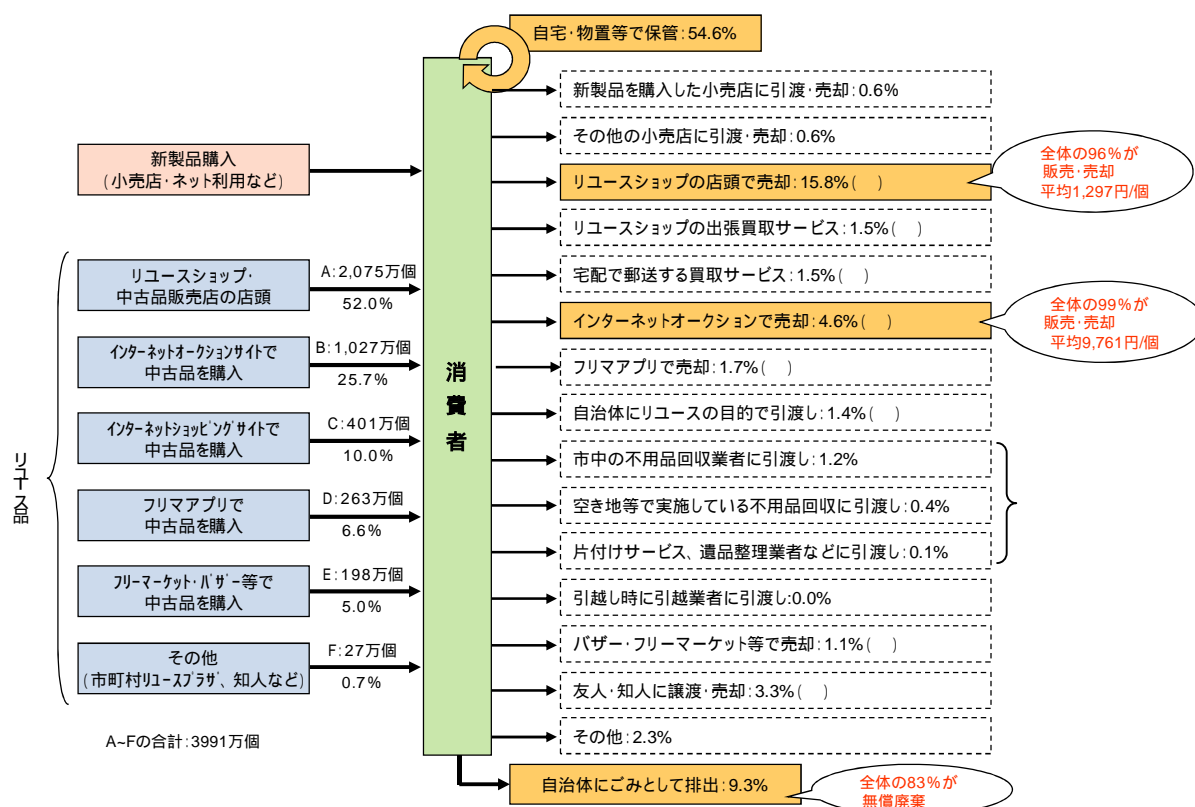 自宅・物置等で保管:54.6%
新製品を購入した小売店に引渡・売却:0.6%
その他の小売店に引渡・売却:0.6%
新製品購入
(小売店・ネット利用など)
リユースショップの店頭で売却:15.8%( )
全体の96%が
販売・売却
平均1,297円/個
リユースショップの出張買取サービス:1.5%( )
リユースショップ・
中古品販売店の店頭
A:2,075万個
52.0%
宅配で郵送する買取サービス:1.5%( )
インターネットオークションで売却:4.6%( )
全体の99%が
販売・売却
平均9,761円/個
インターネットオークションサイトで
中古品を購入
B:1,027万個
25.7%
消費者
フリマアプリで売却:1.7%( )
自治体にリユースの目的で引渡し:1.4%( )
インターネットショッピングサイトで
中古品を購入
C:401万個
10.0%
リユース品
市中の不用品回収業者に引渡し:1.2%
空き地等で実施している不用品回収に引渡し:0.4%
フリマアプリで
中古品を購入
D:263万個
6.6%
片付けサービス、遺品整理業者などに引渡し:0.1%
フリーマーケット・バザー等で
中古品を購入
E:198万個
5.0%
引越し時に引越業者に引渡し:0.0%
バザー・フリーマーケット等で売却:1.1%( )
その他
(市町村リユースプラザ、知人など)
F:27万個
0.7%
友人・知人に譲渡・売却:3.3%( )
その他:2.3%
A~Fの合計:3991万個
自治体にごみとして排出:9.3%
全体の83%が
無償廃棄